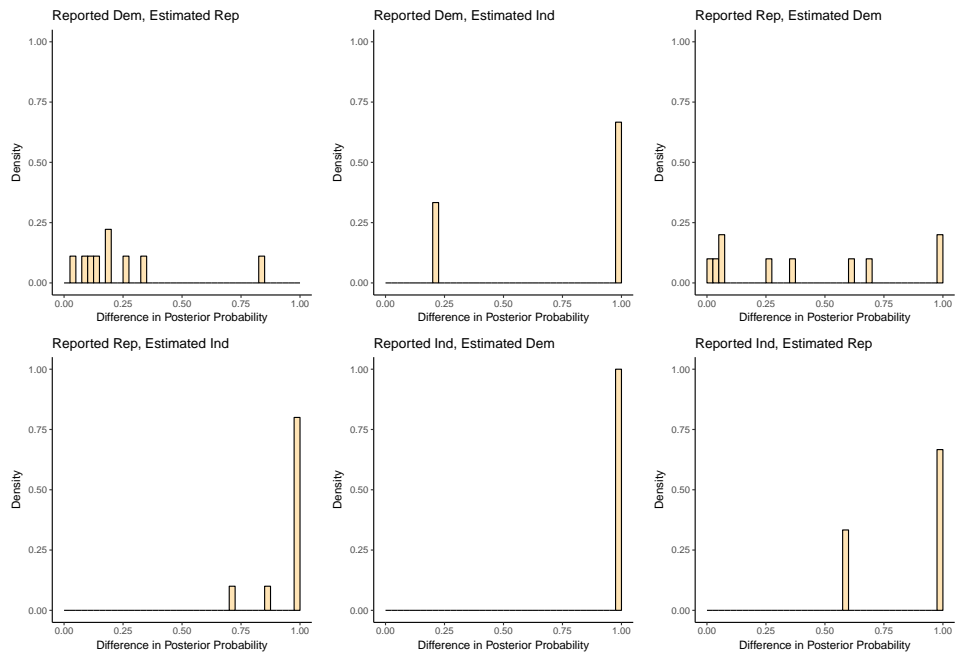 Reported Dem, Estimated Rep
1.00
0.75
0.50
0.25
0.00
Density
0.00 0.25 0.50 0.75 1.00
Difference in Posterior Probability
Reported Dem, Estimated Ind
1.00
0.75
0.50
0.25
0.00
Density
0.00 0.25 0.50 0.75 1.00
Difference in Posterior Probability
Reported Rep, Estimated Dem
1.00
0.75
0.50
0.25
0.00
Density
0.00 0.25 0.50 0.75 1.00
Difference in Posterior Probability
Reported Rep, Estimated Ind
1.00
0.75
0.50
0.25
0.00
Density
0.00 0.25 0.50 0.75 1.00
Difference in Posterior Probability
Reported Ind, Estimated Dem
1.00
0.75
0.50
0.25
0.00
Density
0.00 0.25 0.50 0.75 1.00
Difference in Posterior Probability
Reported Ind, Estimated Rep
1.00
0.75
0.50
0.25
0.00
Density
0.00 0.25 0.50 0.75 1.00
Difference in Posterior Probability